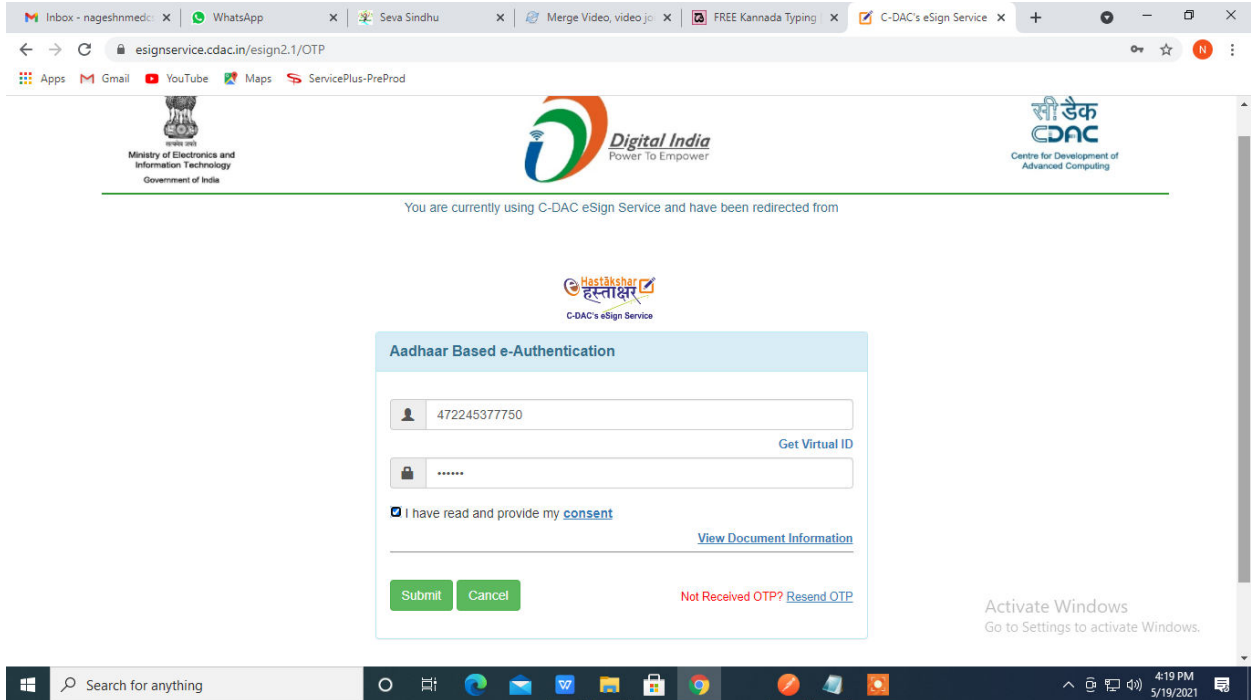 Inbox - nageshnmedc
WhatsApp
Seva Sindhu
Merge Video, video jo
FREE Kannada Typing
C-DAC's eSign Service
esignservice.cdac.in/esign2.1/OTP
N
Apps
Gmail
YouTube
Maps
ServicePlus-PreProd
सत्यमेव जयते
Ministry of Electronics and
Information Technology
Government of India
Digital India
Power To Empower
सी डैक
CDAC
Centre for Development of
Advanced Computing
You are currently using C-DAC eSign Service and have been redirected from
e Hastākshar
हस्ताक्षर
C-DAC's eSign Service
Aadhaar Based e-Authentication
472245377750
Get Virtual ID
••••••
I have read and provide my consent
View Document Information
Submit
Cancel
Not Received OTP? Resend OTP
Activate Windows
Go to Settings to activate Windows.
Search for anything
4:19 PM
5/19/2021